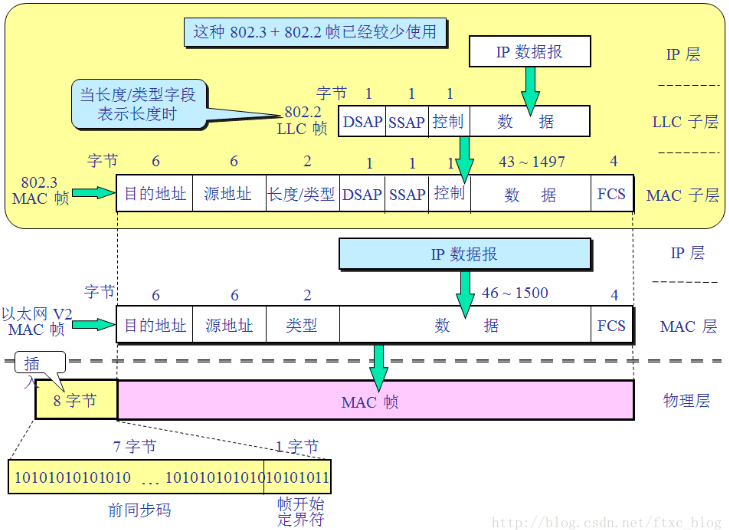 这种 802.3 + 802.2 帧已经较少使用
IP 数据报
IP 层
当长度/类型字段
表示长度时
字节 1 1 1
802.2
LLC 帧
DSAP SSAP 控制 数 据
LLC 子层
字节 6 6 2 1 1 1 43 ~ 1497 4
802.3
MAC 帧
目的地址 源地址 长度/类型 DSAP SSAP 控制 数 据 FCS
MAC 子层
IP 数据报
IP 层
字节 6 6 2 46 ~ 1500 4
以太网 V2
MAC 帧
目的地址 源地址 类型 数 据 FCS
MAC 层
插
入
8 字节
MAC 帧
物理层
7 字节 1 字节
10101010101010 … 10101010101010101011
前同步码
帧开始
定界符
http://blog.csdn.net/ftxc_blog